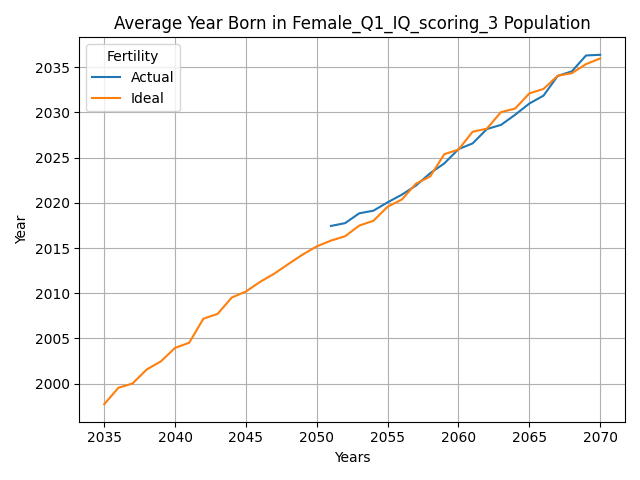 Average Year Born in Female_Q1_IQ_scoring_3 Population
Fertility
Actual
Ideal
Year
2035
2030
2025
2020
2015
2010
2005
2000
2035 2040 2045 2050 2055 2060 2065 2070
Years